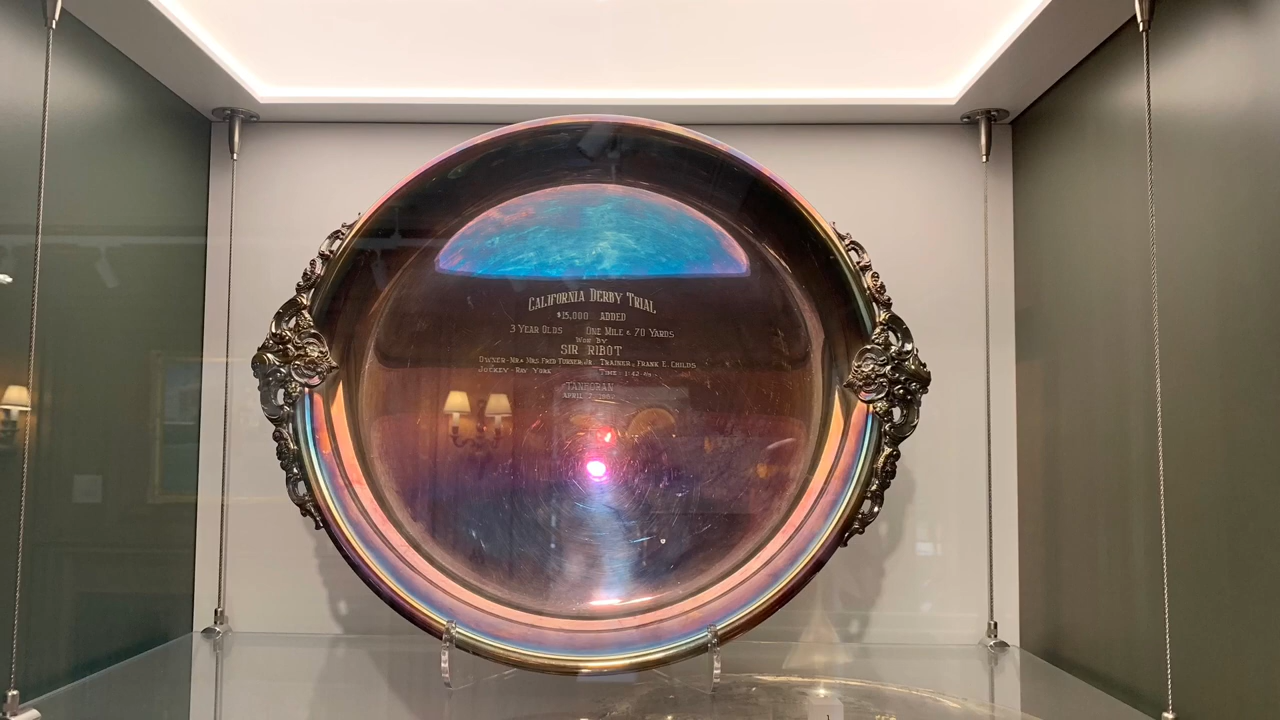 CALIFORNIA DERBY TRIAL
$15,000 ADDED
3 YEAR OLDS ONE MILE & 70 YARDS
WON BY
SIR RIBOT
OWNER - MR & MRS. FRED TURNER, JR. TRAINER, FRANK E. CHILDS
JOCKEY - RAY YORK TIME - 1:42
TANFORAN
APRIL 7,